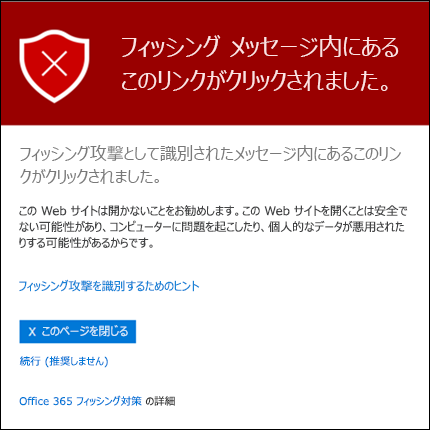 フィッシング メッセージ内にある
このリンクがクリックされました。
フィッシング攻撃として識別されたメッセージ内にあるこのリン
クがクリックされました。
この Web サイトは開かないことをお勧めします。この Web サイトを開くことは安全で
ない可能性があり、コンピューターに問題を起こしたり、個人的なデータが悪用された
りする可能性があるからです。
フィッシング攻撃を識別するためのヒント
X このページを閉じる
続行 (推奨しません)
Office 365 フィッシング対策 の詳細